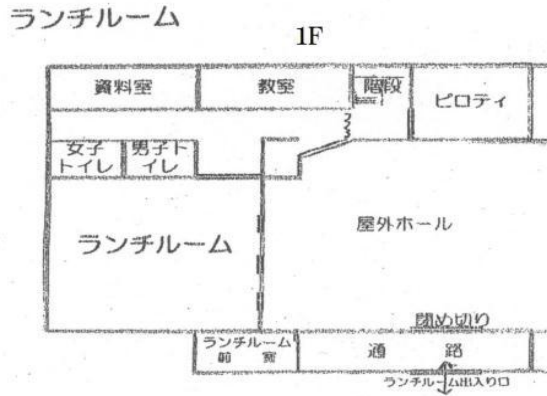 ランチルーム
1F
資料室
教室
階段
ピロティ
女子
トイレ
男子ト
イレ
ランチルーム
屋外ホール
閉め切り
ランチルーム
前 室
通 路
ランチルーム出入り口